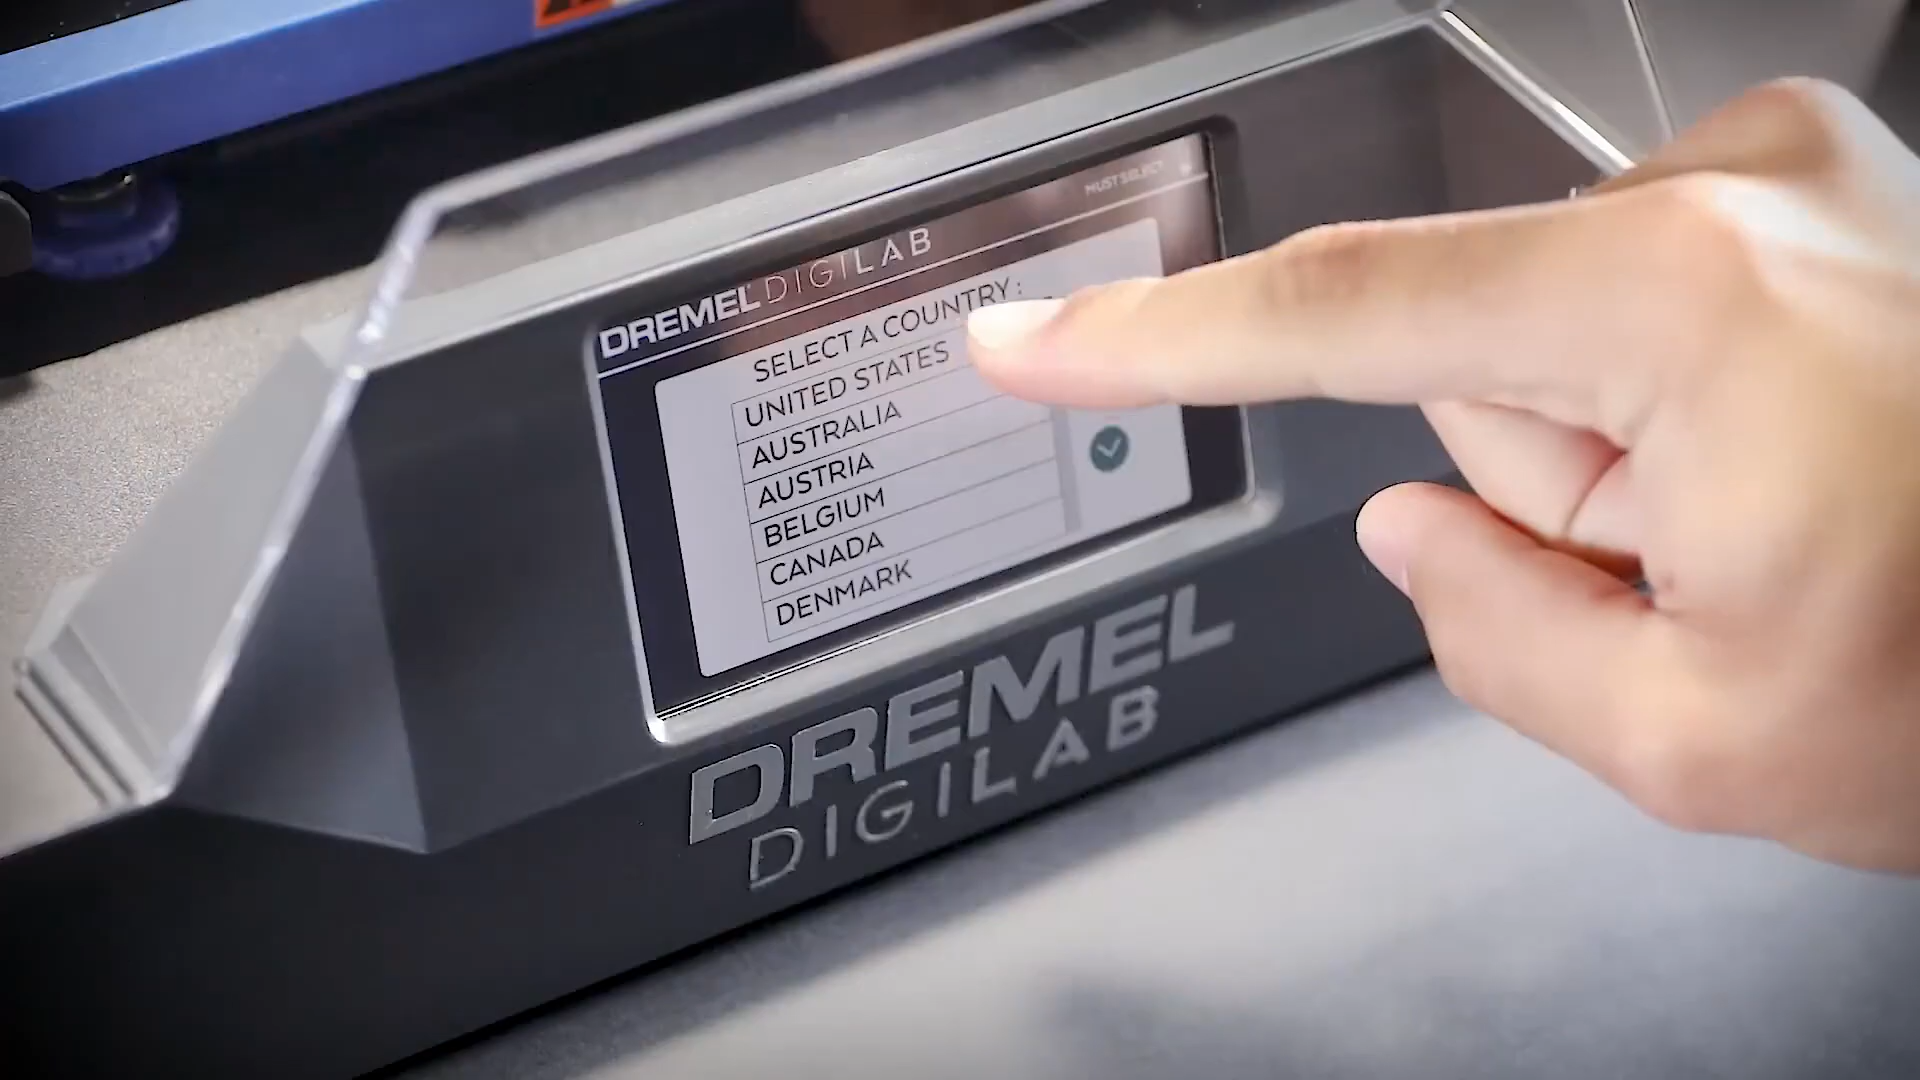 MUST SELECT
DREMEL DIGILAB
SELECT A COUNTRY:
UNITED STATES
AUSTRALIA
AUSTRIA
BELGIUM
CANADA
DENMARK
DREMEL
DIGILAB